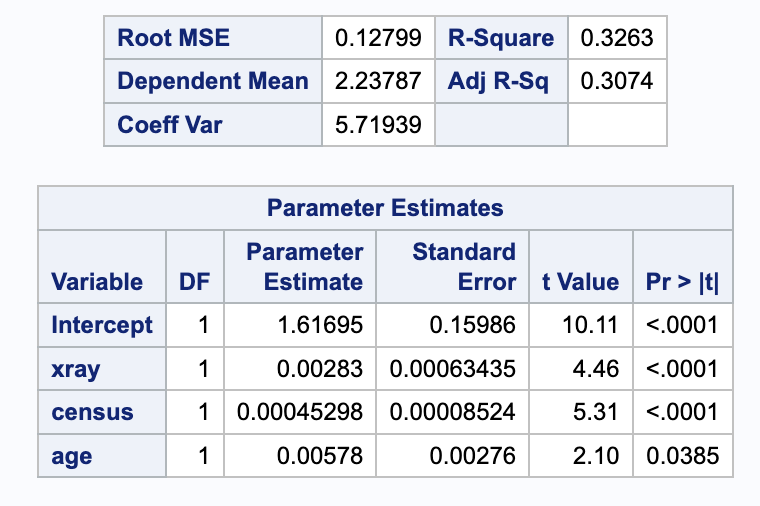 Root MSE 0.12799 R-Square 0.3263
Dependent Mean 2.23787 Adj R-Sq 0.3074
Coeff Var 5.71939
Parameter Estimates
Variable DF Parameter Estimate Standard Error t Value Pr > |t|
Intercept 1 1.61695 0.15986 10.11 <.0001
xray 1 0.00283 0.00063435 4.46 <.0001
census 1 0.00045298 0.00008524 5.31 <.0001
age 1 0.00578 0.00276 2.10 0.0385